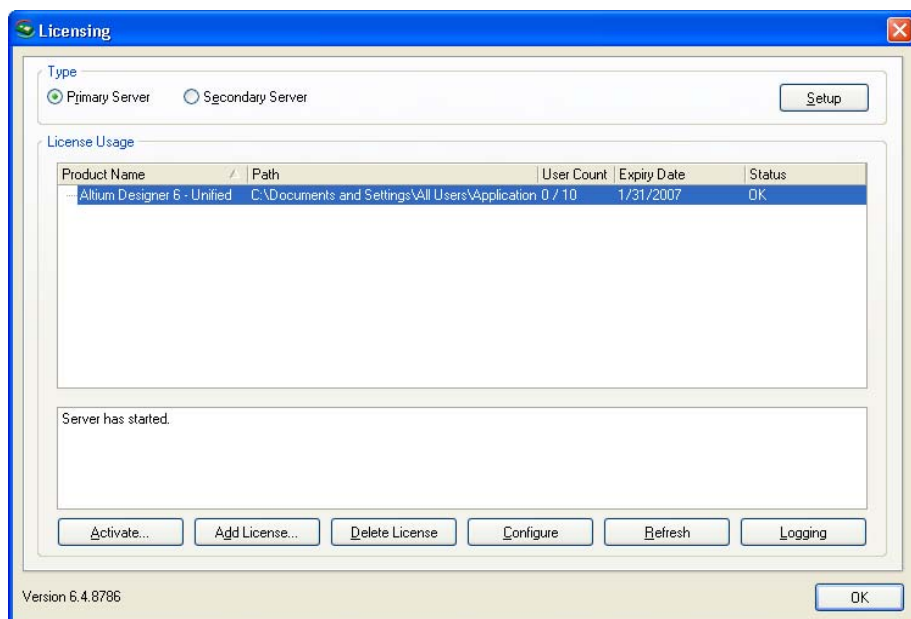 Licensing
Type
Primary Server Secondary Server Setup
License Usage
Product Name Path User Count Expiry Date Status
Altium Designer 6 - Unified C:\Documents and Settings\All Users\Application 0 / 10 1/31/2007 OK
Server has started.
Activate... Add License... Delete License Configure Refresh Logging
Version 6.4.8786 OK